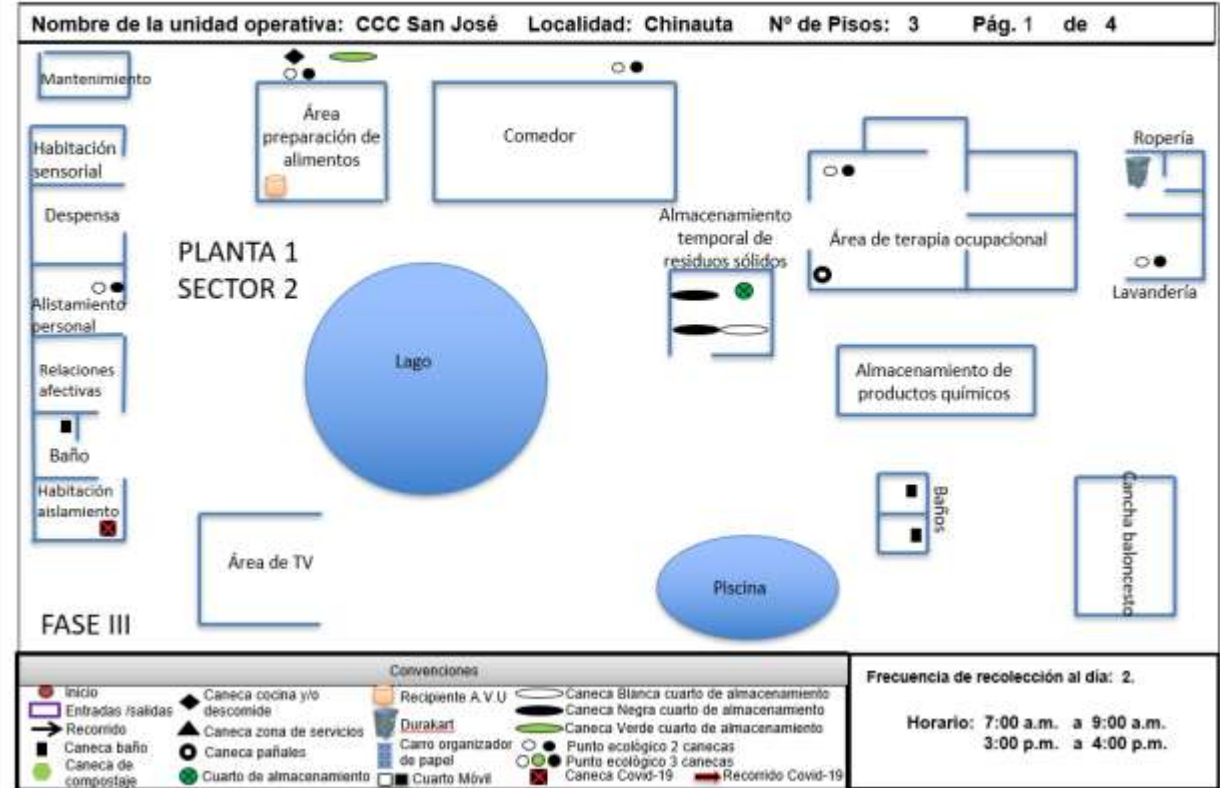 Nombre de la unidad operativa: CCC San José Localidad: Chinauta Nº de Pisos: 3 Pág. 1 de 4
Mantenimiento
Área
preparación de
alimentos
Comedor
Ropería
Habitación
sensorial
Despensa
Almacenamiento
temporal de
residuos sólidos
Área de terapia ocupacional
PLANTA 1
SECTOR 2
Alistamiento
personal
Lavandería
Lago
Relaciones
afectivas
Almacenamiento de
productos químicos
Baño
Habitación
aislamiento
Baños
Cancha baloncesto
Área de TV
Piscina
FASE III
Convenciones
Inicio
Entradas /salidas
Recorrido
Caneca baño
Caneca de
compostaje
Caneca cocina y/o
descomide
Caneca zona de servicios
Caneca pañales
Cuarto de almacenamiento
Recipiente A.V.U
Durakart
Carro organizador
de papel
Cuarto Móvil
Caneca Blanca cuarto de almacenamiento
Caneca Negra cuarto de almacenamiento
Caneca Verde cuarto de almacenamiento
Punto ecológico 2 canecas
Punto ecológico 3 canecas
Caneca Covid-19
Recorrido Covid-19
Frecuencia de recolección al día: 2.
Horario: 7:00 a.m. a 9:00 a.m.
3:00 p.m. a 4:00 p.m.